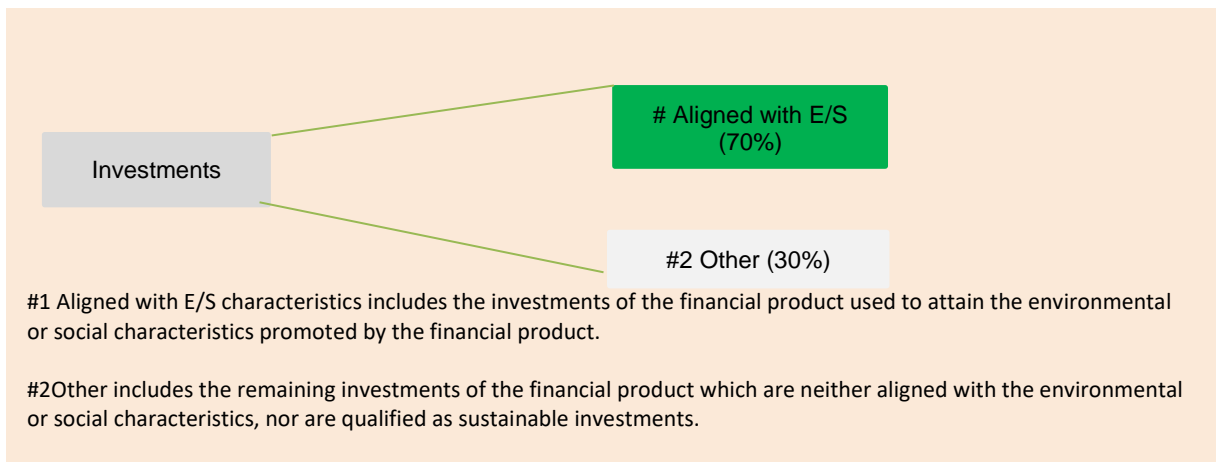 # Aligned with E/S
(70%)
Investments
#2 Other (30%)
#1 Aligned with E/S characteristics includes the investments of the financial product used to attain the environmental
or social characteristics promoted by the financial product.
#2Other includes the remaining investments of the financial product which are neither aligned with the environmental
or social characteristics, nor are qualified as sustainable investments.